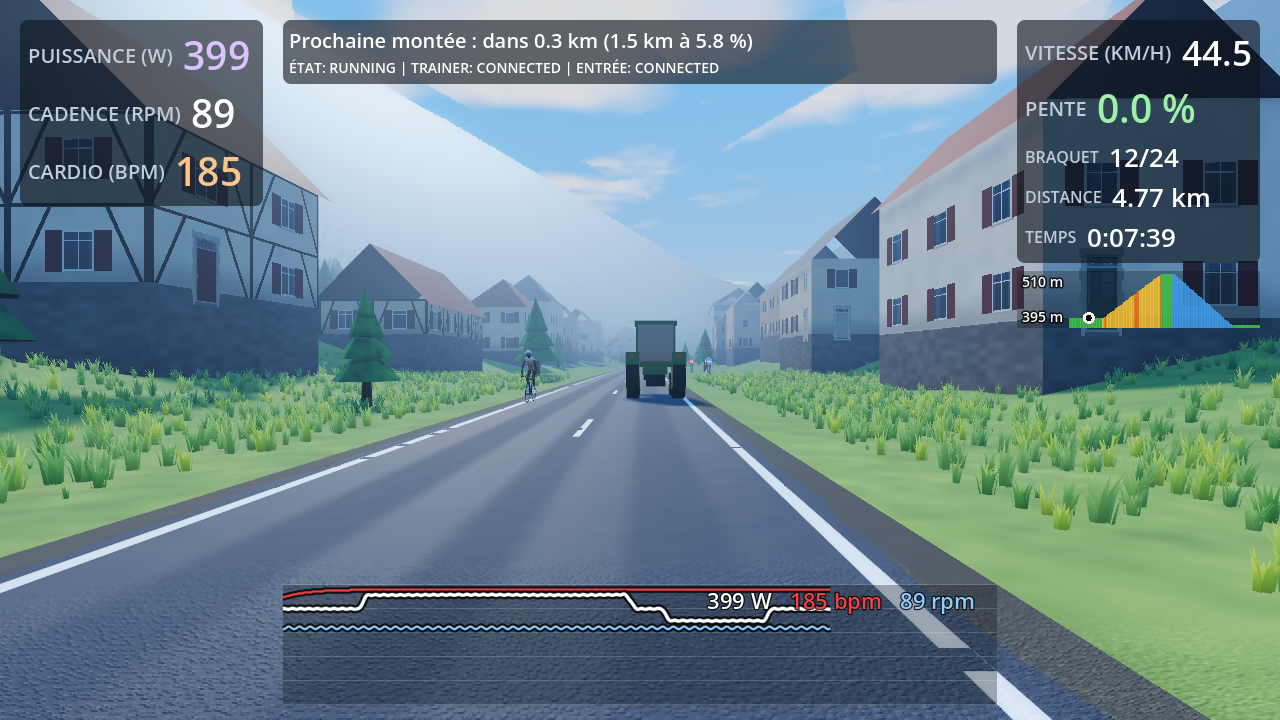 PUISSANCE (W) 399
CADENCE (RPM) 89
CARDIO (BPM) 185
Prochaine montée : dans 0.3 km (1.5 km à 5.8 %)
ÉTAT: RUNNING | TRAINER: CONNECTED | ENTRÉE: CONNECTED
VITESSE (KM/H) 44.5
PENTE 0.0 %
BRAQUET 12/24
DISTANCE 4.77 km
TEMPS 0:07:39
510 m
395 m
399 W 185 bpm 89 rpm